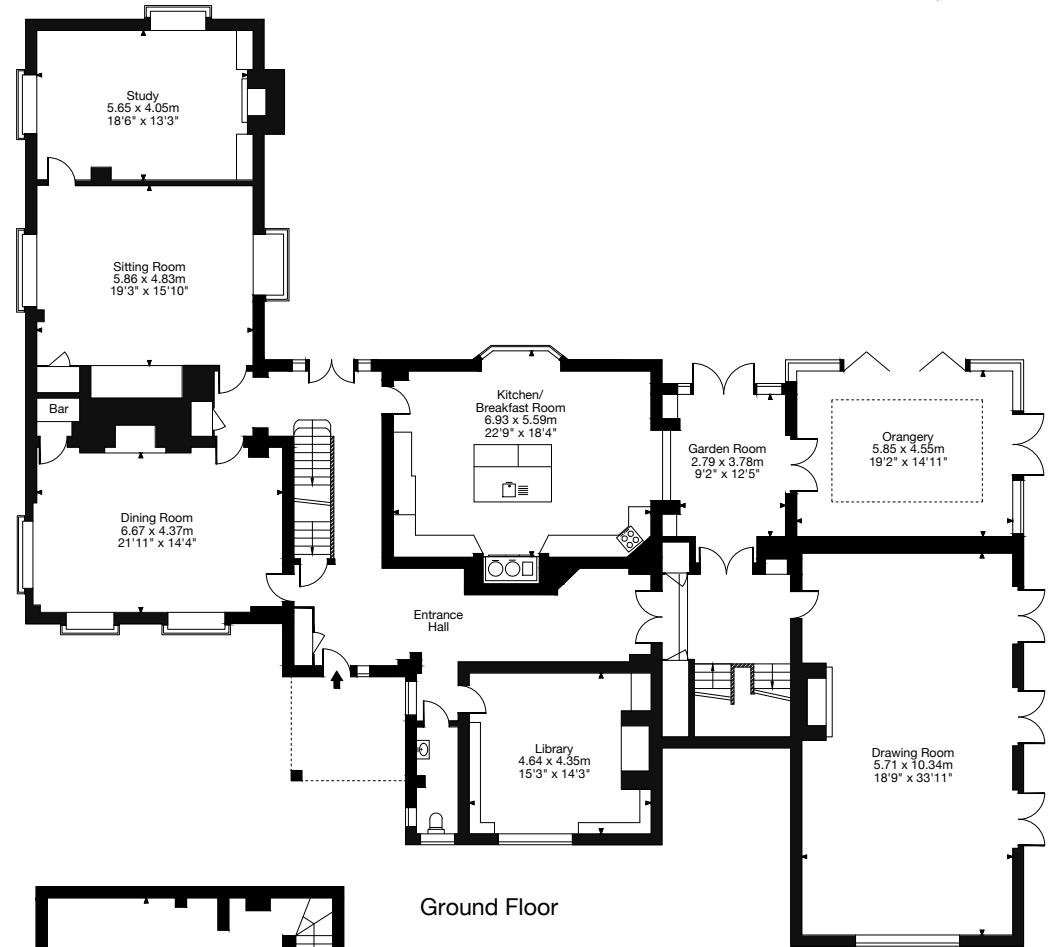 Study
5.65 x 4.05m
18'6" x 13'3"
Sitting Room
5.86 x 4.83m
19'3" x 15'10"
Bar
Kitchen/
Breakfast Room
6.93 x 5.59m
22'9" x 18'4"
Garden Room
2.79 x 3.78m
9'2" x 12'5"
Orangery
5.85 x 4.55m
19'2" x 14'11"
Dining Room
6.67 x 4.37m
21'11" x 14'4"
Entrance
Hall
Library
4.64 x 4.35m
15'3" x 14'3"
Drawing Room
5.71 x 10.34m
18'9" x 33'11"
Ground Floor